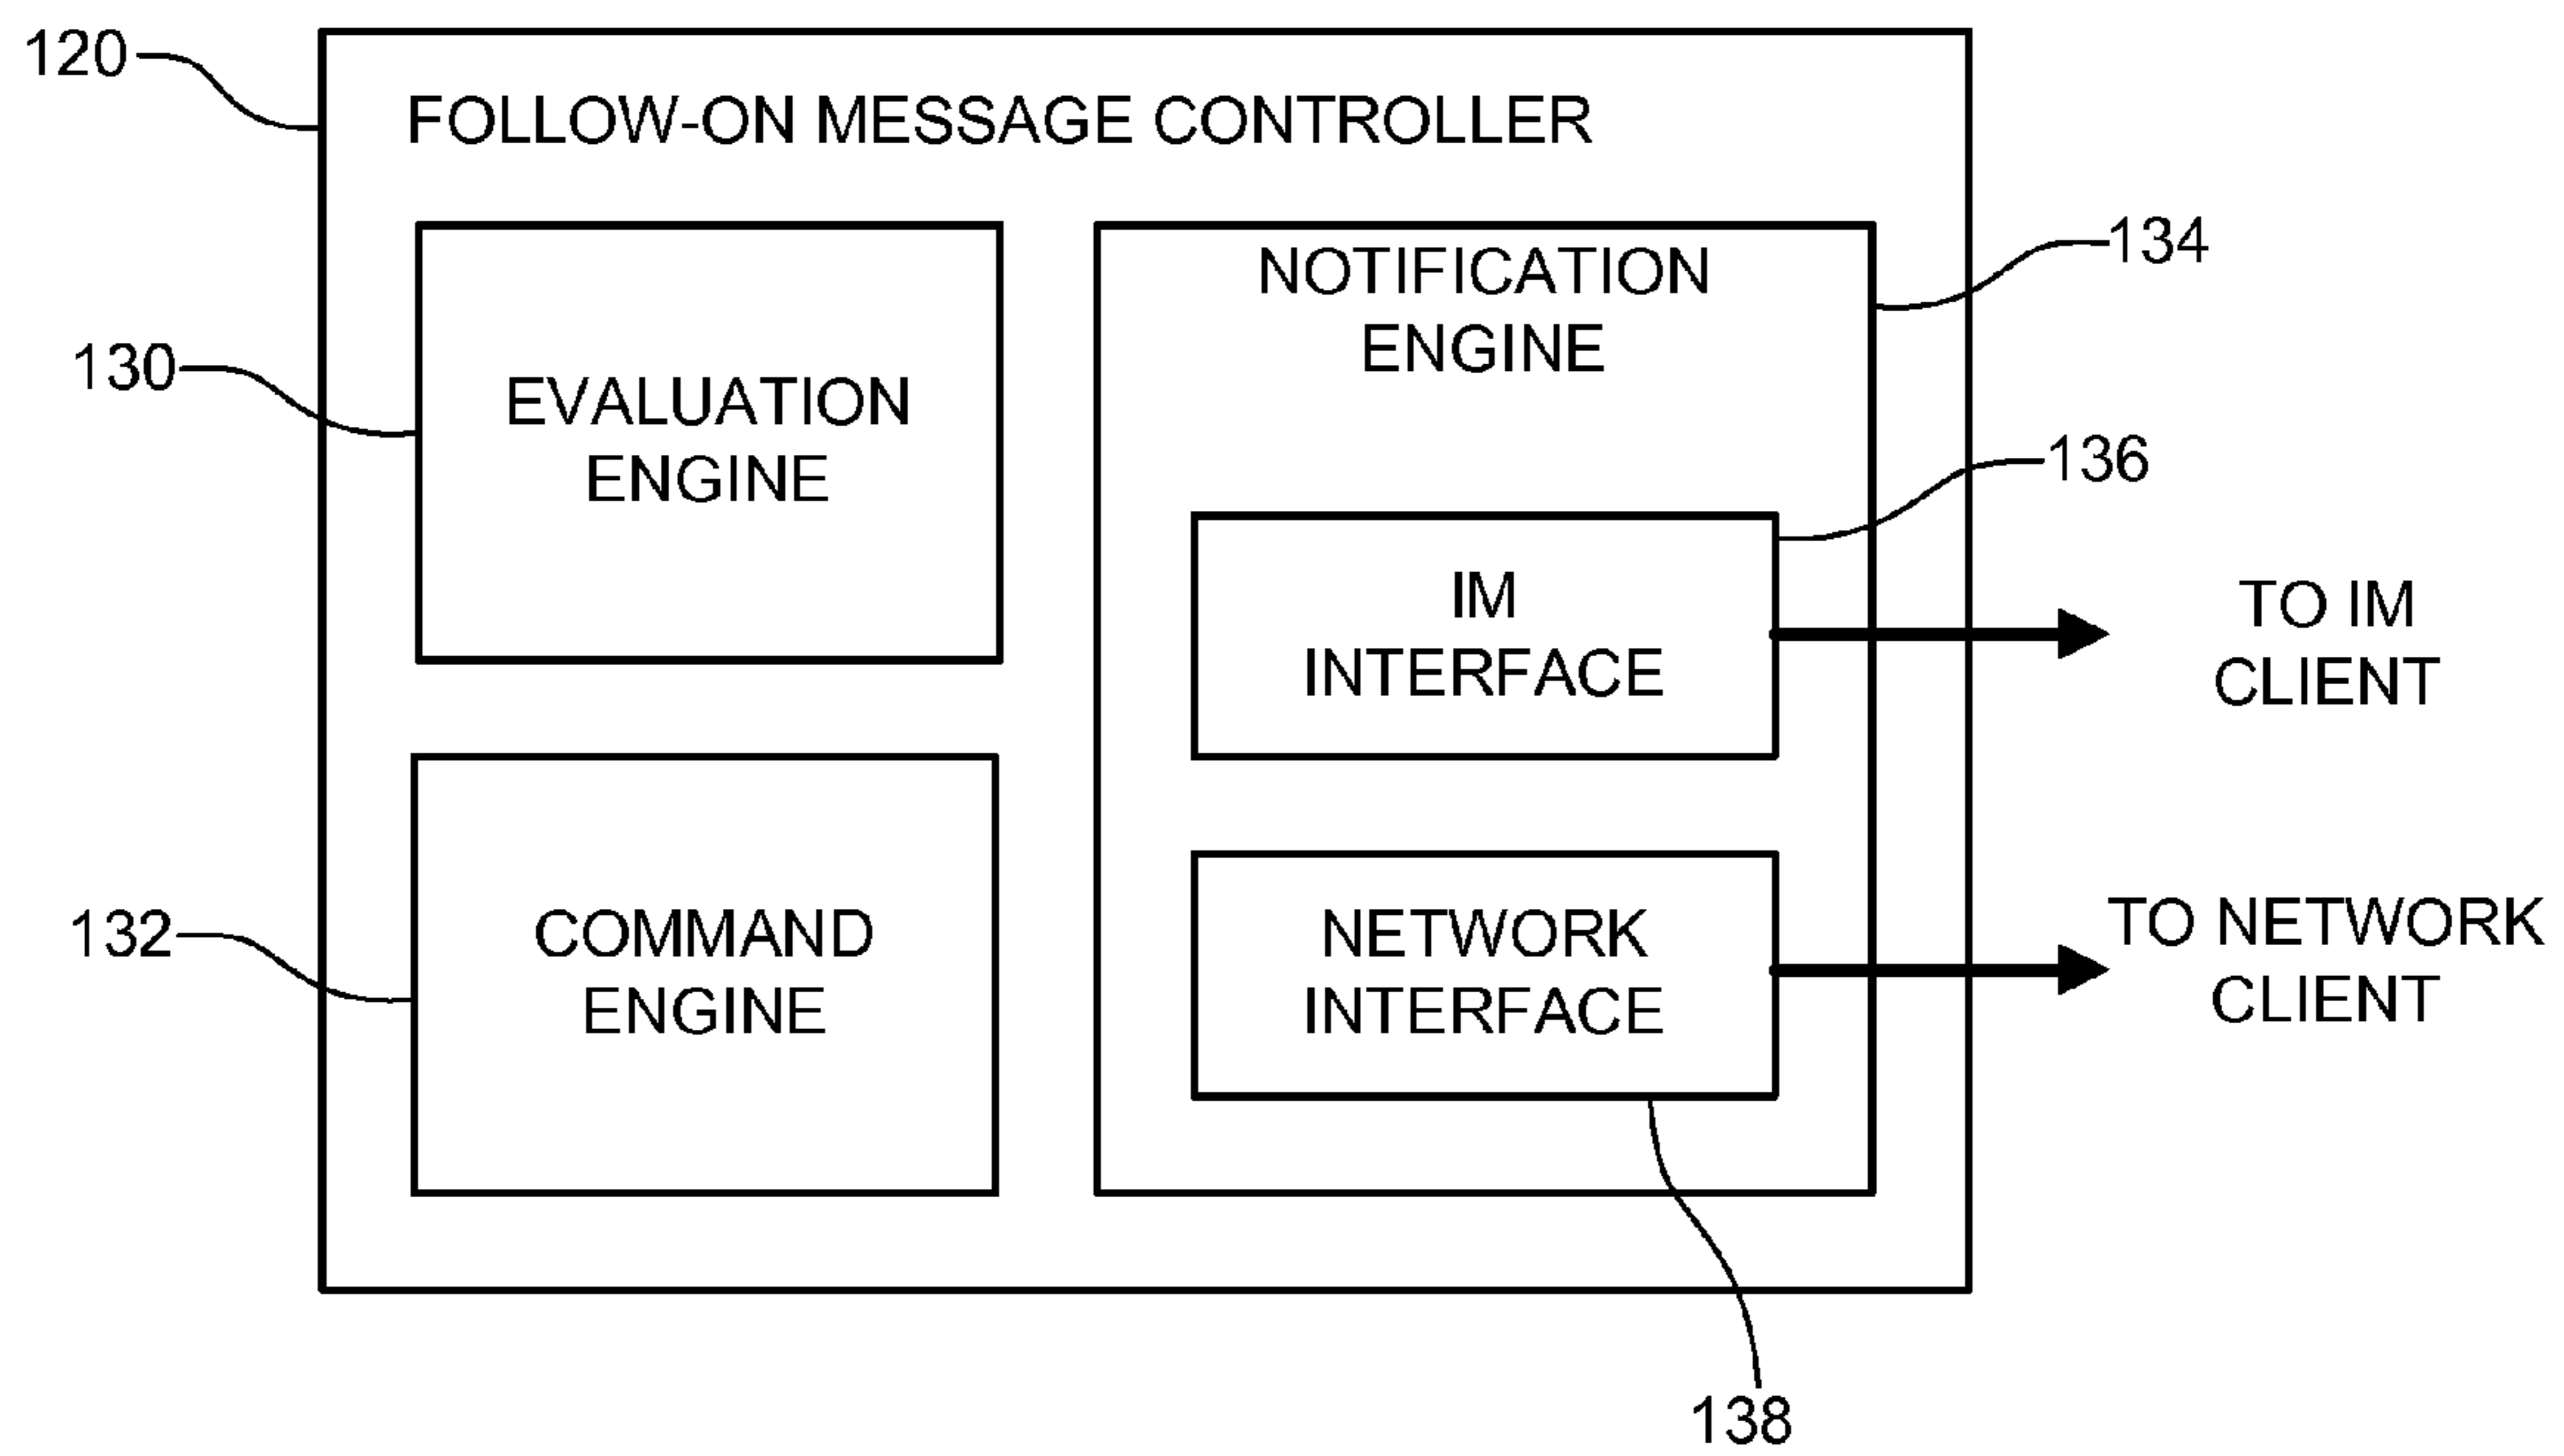 120
FOLLOW-ON MESSAGE CONTROLLER
130
EVALUATION
ENGINE
132
COMMAND
ENGINE
NOTIFICATION
ENGINE
134
136
IM
INTERFACE
TO IM
CLIENT
NETWORK
INTERFACE
TO NETWORK
CLIENT
138